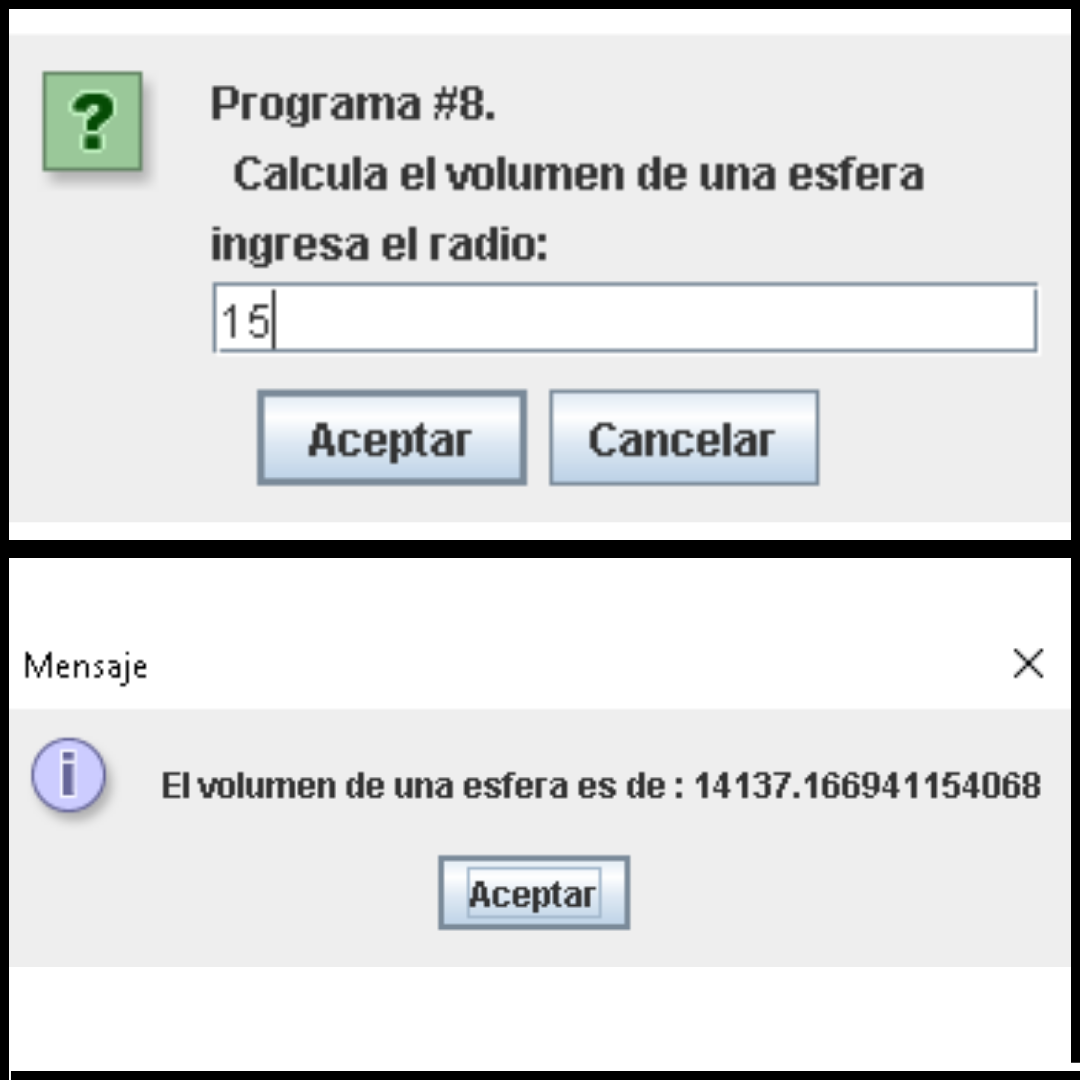 ?
Programa #8.
Calcula el volumen de una esfera
ingresa el radio:
15
Aceptar Cancelar
Mensaje
i
El volumen de una esfera es de : 14137.166941154068
Aceptar